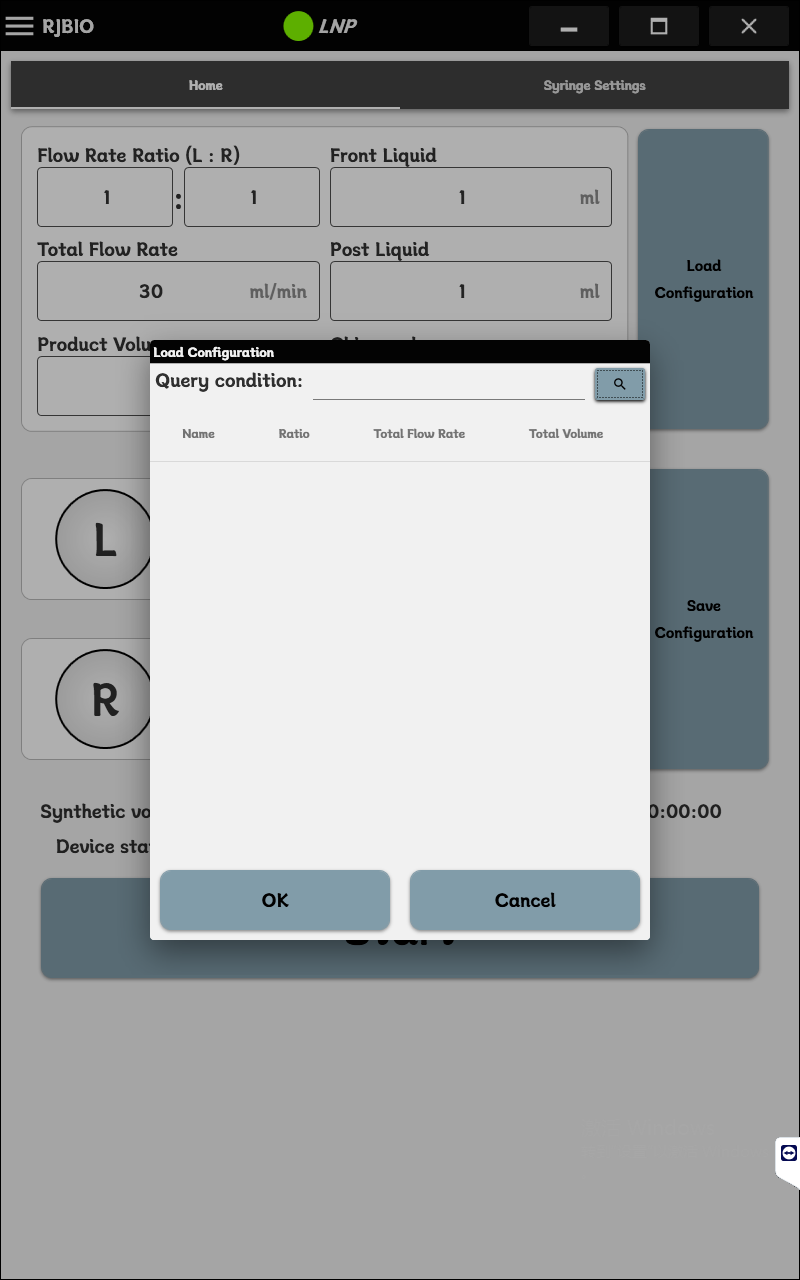 RJBIO
LNP
Home
Syringe Settings
Flow Rate Ratio (L : R)
Front Liquid
1 : 1
1 ml
Total Flow Rate
Post Liquid
30 ml/min
1 ml
Load
Configuration
Product Volu
Load Configuration
Query condition:
Name Ratio Total Flow Rate Total Volume
L
Save
Configuration
R
Synthetic vo
0:00:00
Device sta
OK
Cancel